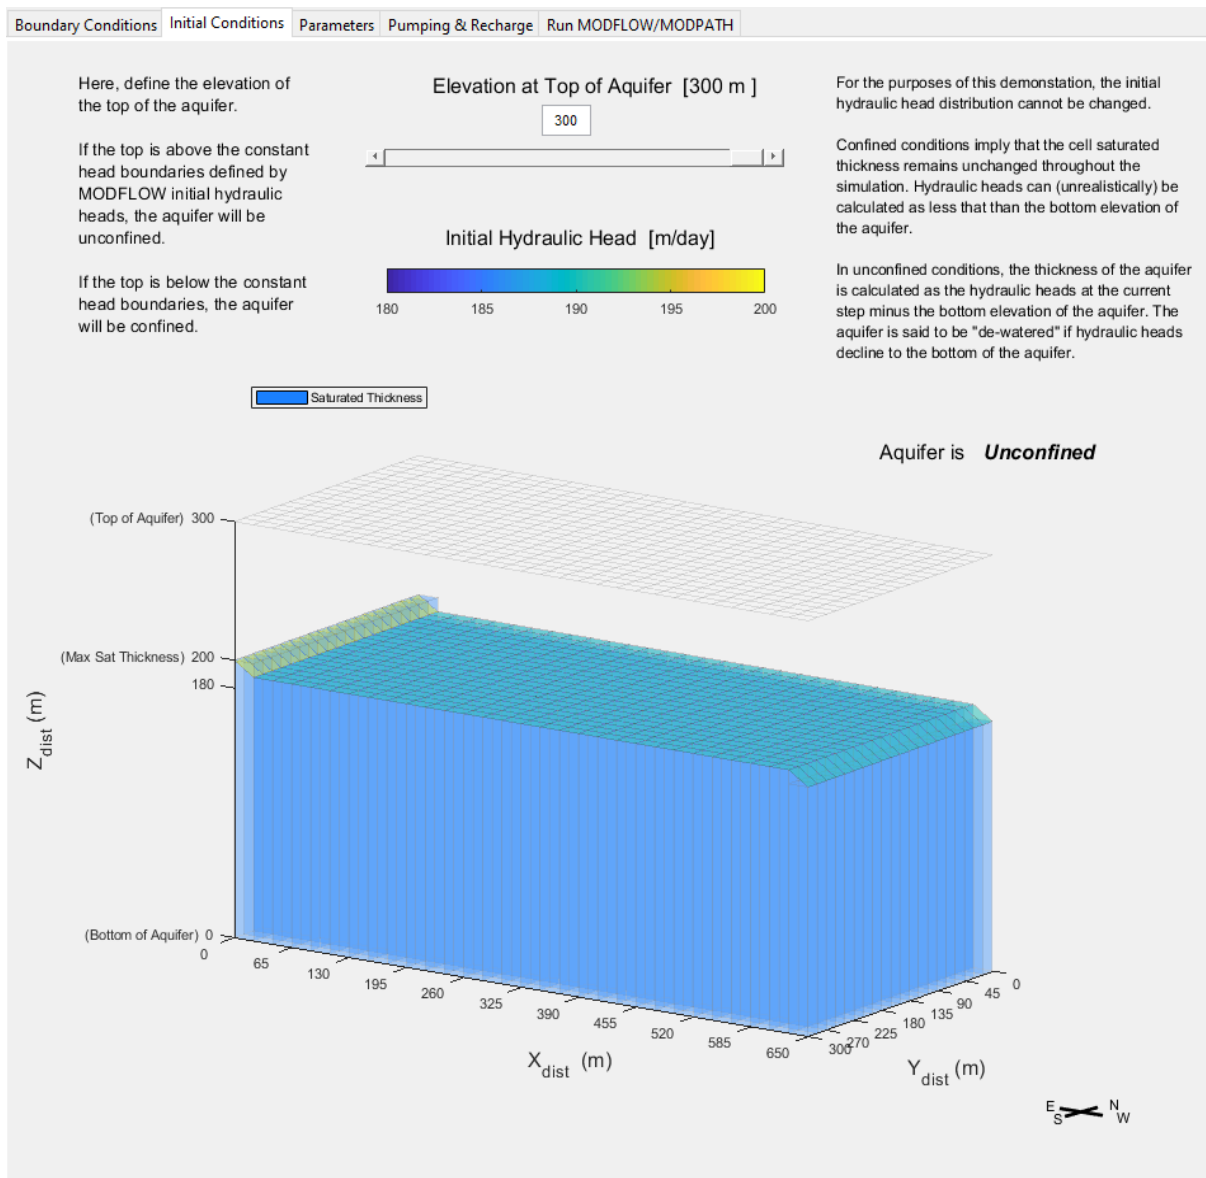 Boundary Conditions
Initial Conditions
Parameters
Pumping & Recharge
Run MODFLOW/MODPATH
Here, define the elevation of
the top of the aquifer.
If the top is above the constant
head boundaries defined by
MODFLOW initial hydraulic
heads, the aquifer will be
unconfined.
If the top is below the constant
head boundaries, the aquifer
will be confined.
Elevation at Top of Aquifer [300 m ]
300
Initial Hydraulic Head [m/day]
180 185 190 195 200
For the purposes of this demonstation, the initial
hydraulic head distribution cannot be changed.
Confined conditions imply that the cell saturated
thickness remains unchanged throughout the
simulation. Hydraulic heads can (unrealistically) be
calculated as less that than the bottom elevation of
the aquifer.
In unconfined conditions, the thickness of the aquifer
is calculated as the hydraulic heads at the current
step minus the bottom elevation of the aquifer. The
aquifer is said to be "de-watered" if hydraulic heads
decline to the bottom of the aquifer.
Saturated Thickness
Aquifer is Unconfined
(Top of Aquifer) 300
(Max Sat Thickness) 200
180
(Bottom of Aquifer) 0
Z dist (m)
0 65 130 195 260 325 390 455 520 585 650
X dist (m)
300 270 225 180 135 90 45 0
Y dist (m)
E
S
N
W